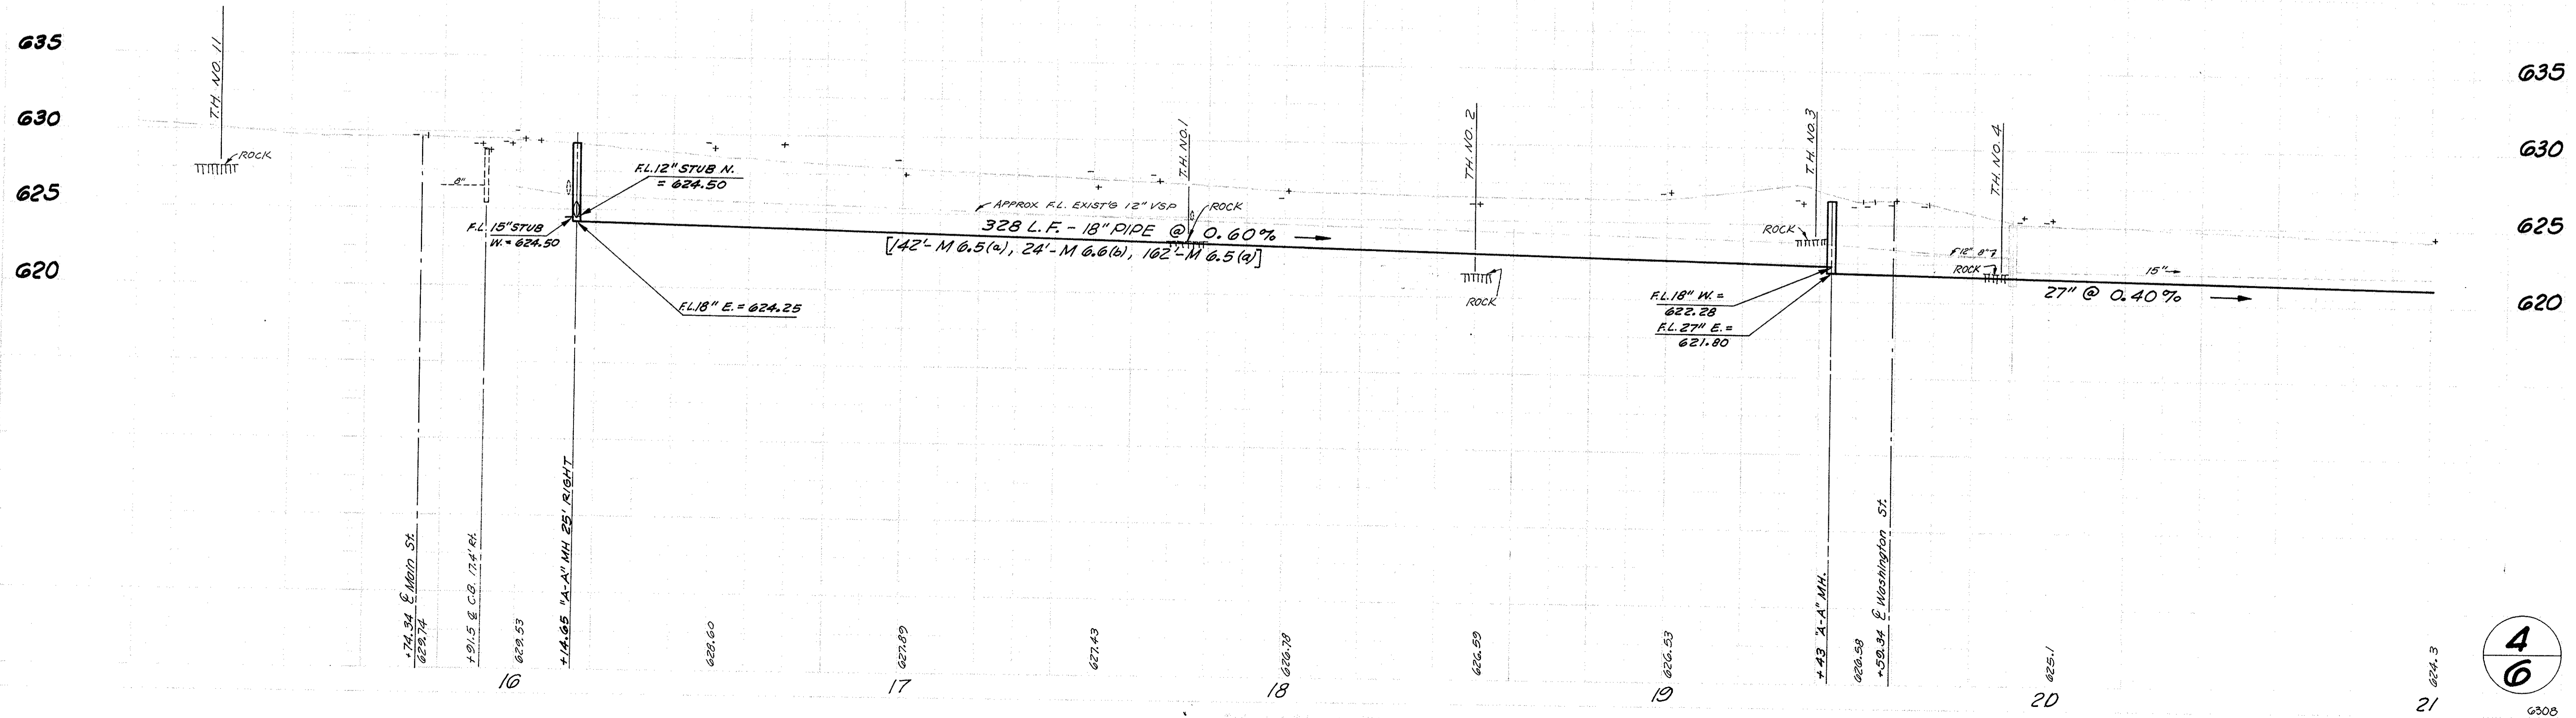 635
630
625
620
T.H. NO. 11
ROCK
8"
F.L. 15" STUB
W. = 624.50
F.L. 12" STUB N.
= 624.50
F.L. 18" E. = 624.25
APPROX F.L. EXIST'G 12" VSP
328 L.F. - 18" PIPE @ 0.60%
[142'- M 6.5(a), 24'- M 6.6(b), 162'- M 6.5(a)]
T.H. NO. 1
ROCK
T.H. NO. 2
ROCK
T.H. NO. 3
ROCK
F.L. 18" W. =
622.28
F.L. 27" E. =
621.80
T.H. NO. 4
ROCK
15"
27" @ 0.40%
635
630
625
620
+74.34 ℄ Main St.
629.74
+91.5 ℄ C.B. 17.4' Rt.
629.53
+14.65 "A-A" MH 25' RIGHT
628.60
627.89
627.43
626.78
626.59
626.53
+43 "A-A" MH.
626.58
+59.34 ℄ Washington St.
625.1
624.3
16
17
18
19
20
21
4
6
6308